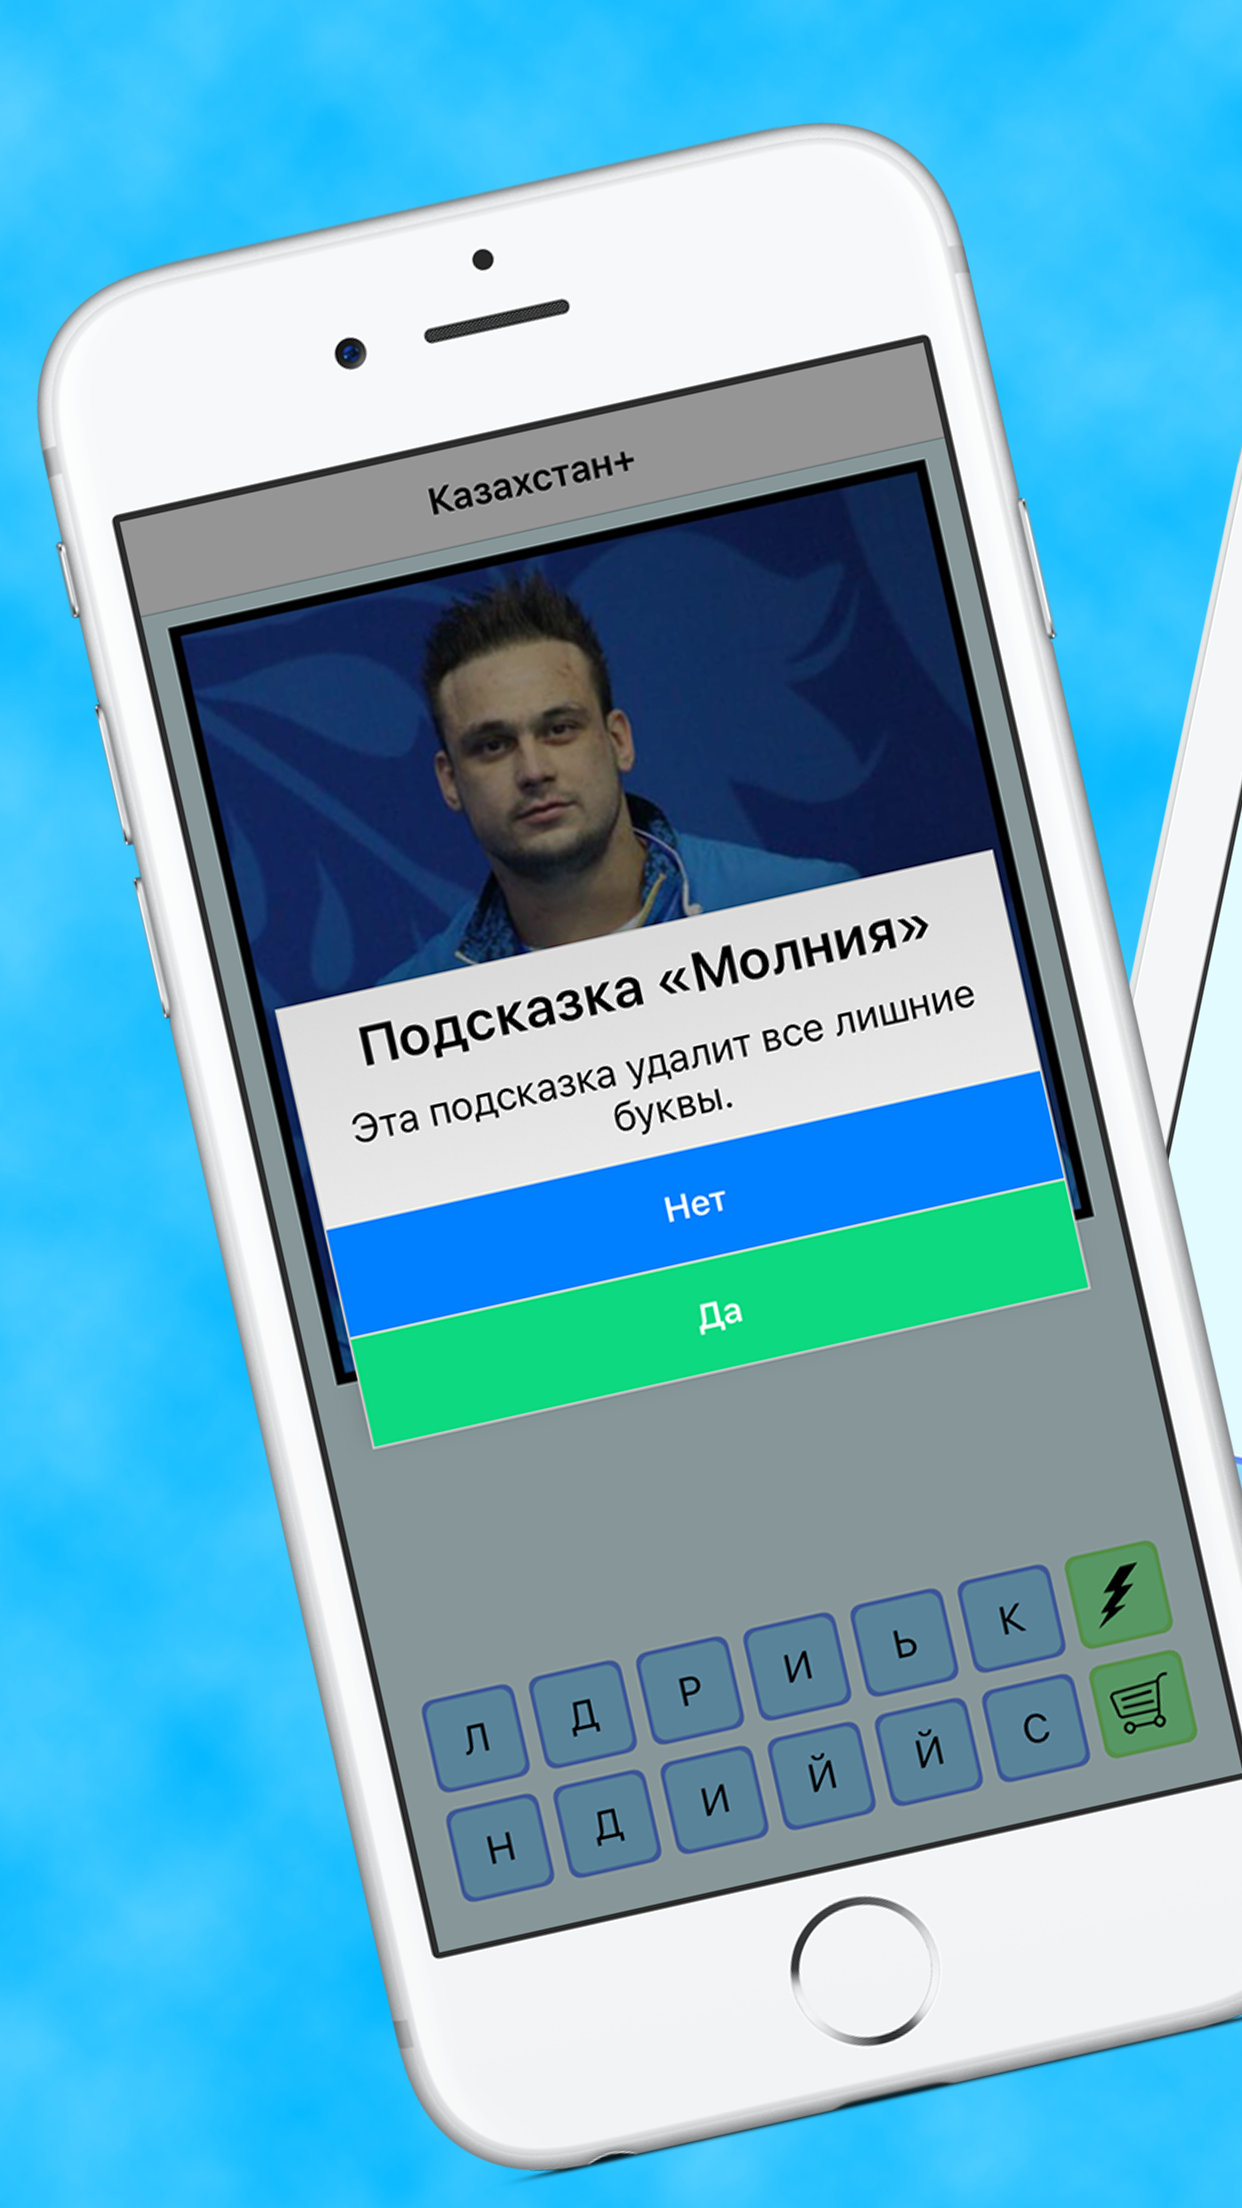 Казахстан+
Подсказка «Молния»
Эта подсказка удалит все лишние
буквы.
Нет
Да
Л Д Р И Ь К
Н Д И Й Й С